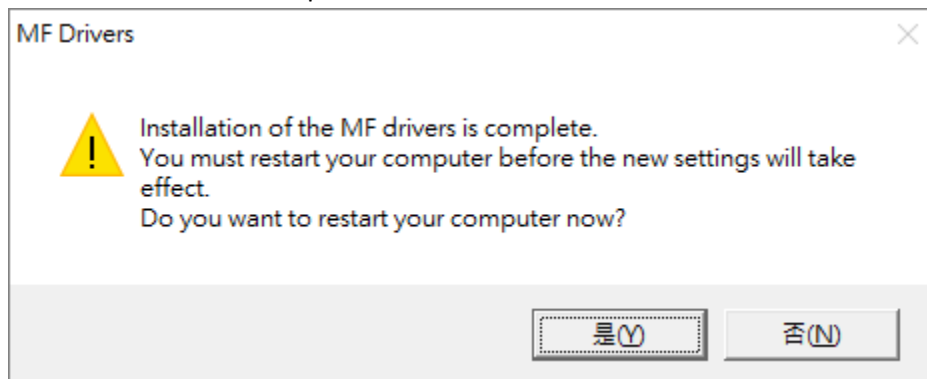 MF Drivers
Installation of the MF drivers is complete.
You must restart your computer before the new settings will take
effect.
Do you want to restart your computer now?
是(Y)
否(N)